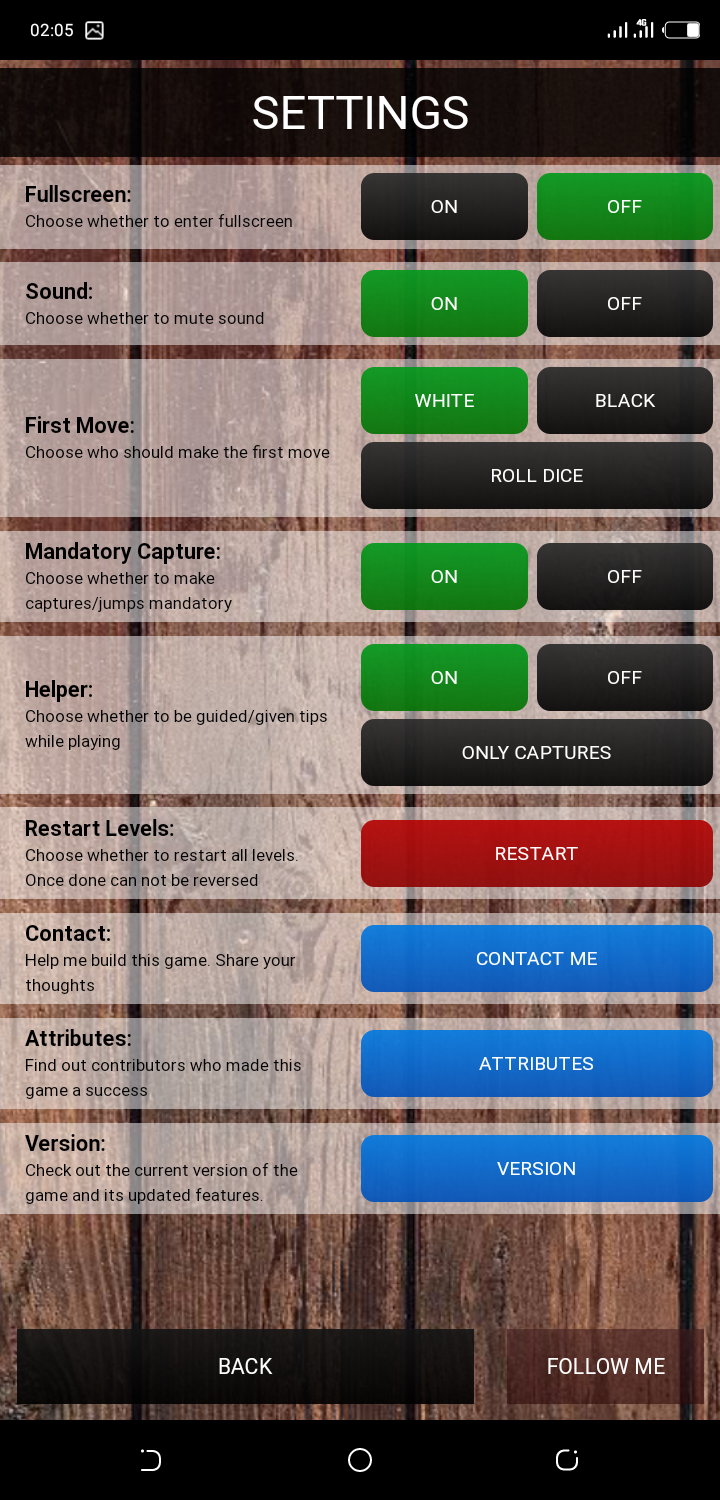 02:05
4G
SETTINGS
Fullscreen:
Choose whether to enter fullscreen
ON
OFF
Sound:
Choose whether to mute sound
ON
OFF
First Move:
Choose who should make the first move
WHITE
BLACK
ROLL DICE
Mandatory Capture:
Choose whether to make
captures/jumps mandatory
ON
OFF
Helper:
Choose whether to be guided/given tips
while playing
ON
OFF
ONLY CAPTURES
Restart Levels:
Choose whether to restart all levels.
Once done can not be reversed
RESTART
Contact:
Help me build this game. Share your
thoughts
CONTACT ME
Attributes:
Find out contributors who made this
game a success
ATTRIBUTES
Version:
Check out the current version of the
game and its updated features.
VERSION
BACK
FOLLOW ME